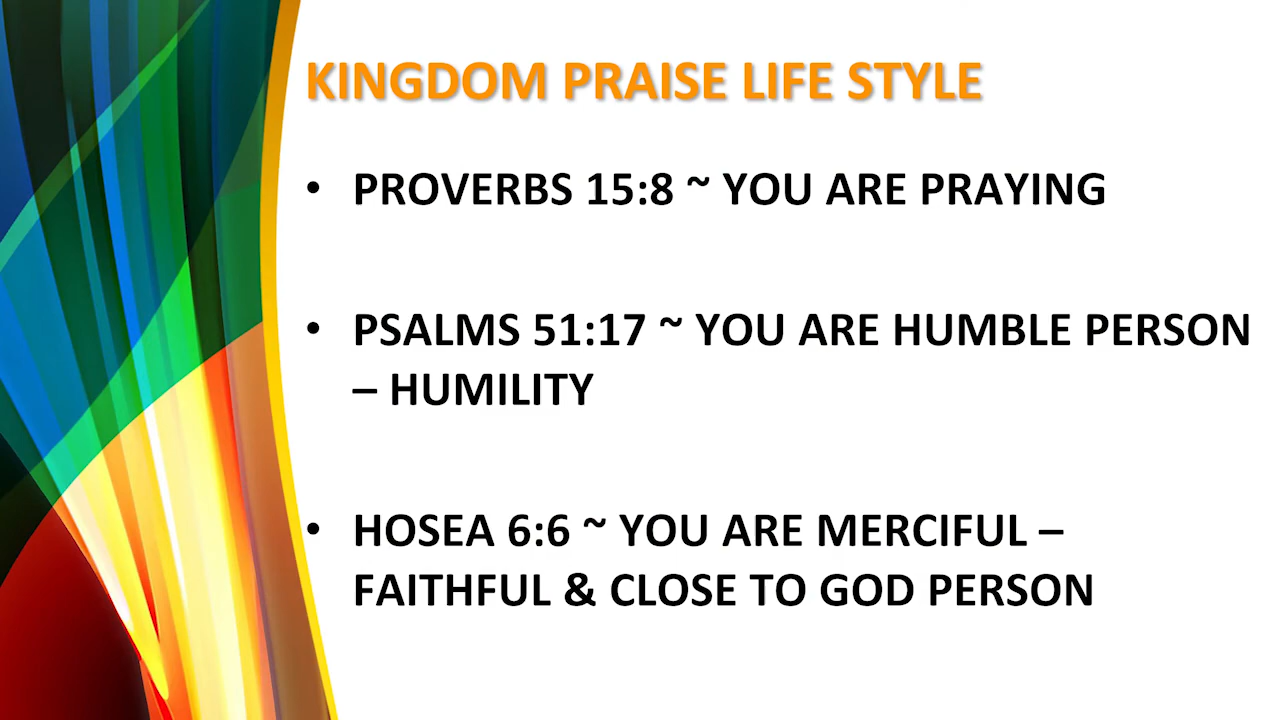 KINGDOM PRAISE LIFE STYLE
• PROVERBS 15:8 ~ YOU ARE PRAYING
• PSALMS 51:17 ~ YOU ARE HUMBLE PERSON
– HUMILITY
• HOSEA 6:6 ~ YOU ARE MERCIFUL –
FAITHFUL & CLOSE TO GOD PERSON